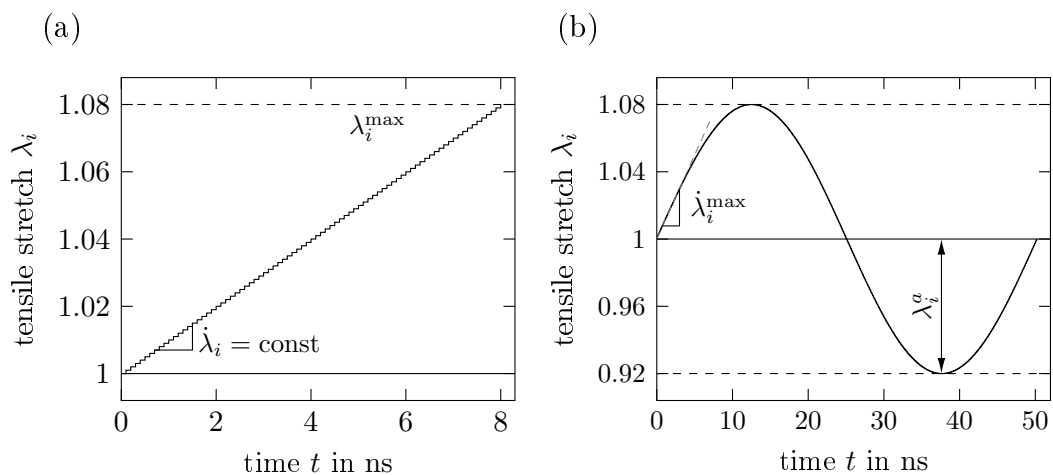 (a)
1.08
1.06
1.04
1.02
1
tensile stretch λ_i
λ_i^max
λ̇_i = const
0
2
4
6
8
time t in ns
(b)
1.08
1.04
1
0.96
0.92
tensile stretch λ_i
λ̇_i^max
λ_i^a
0
10
20
30
40
50
time t in ns